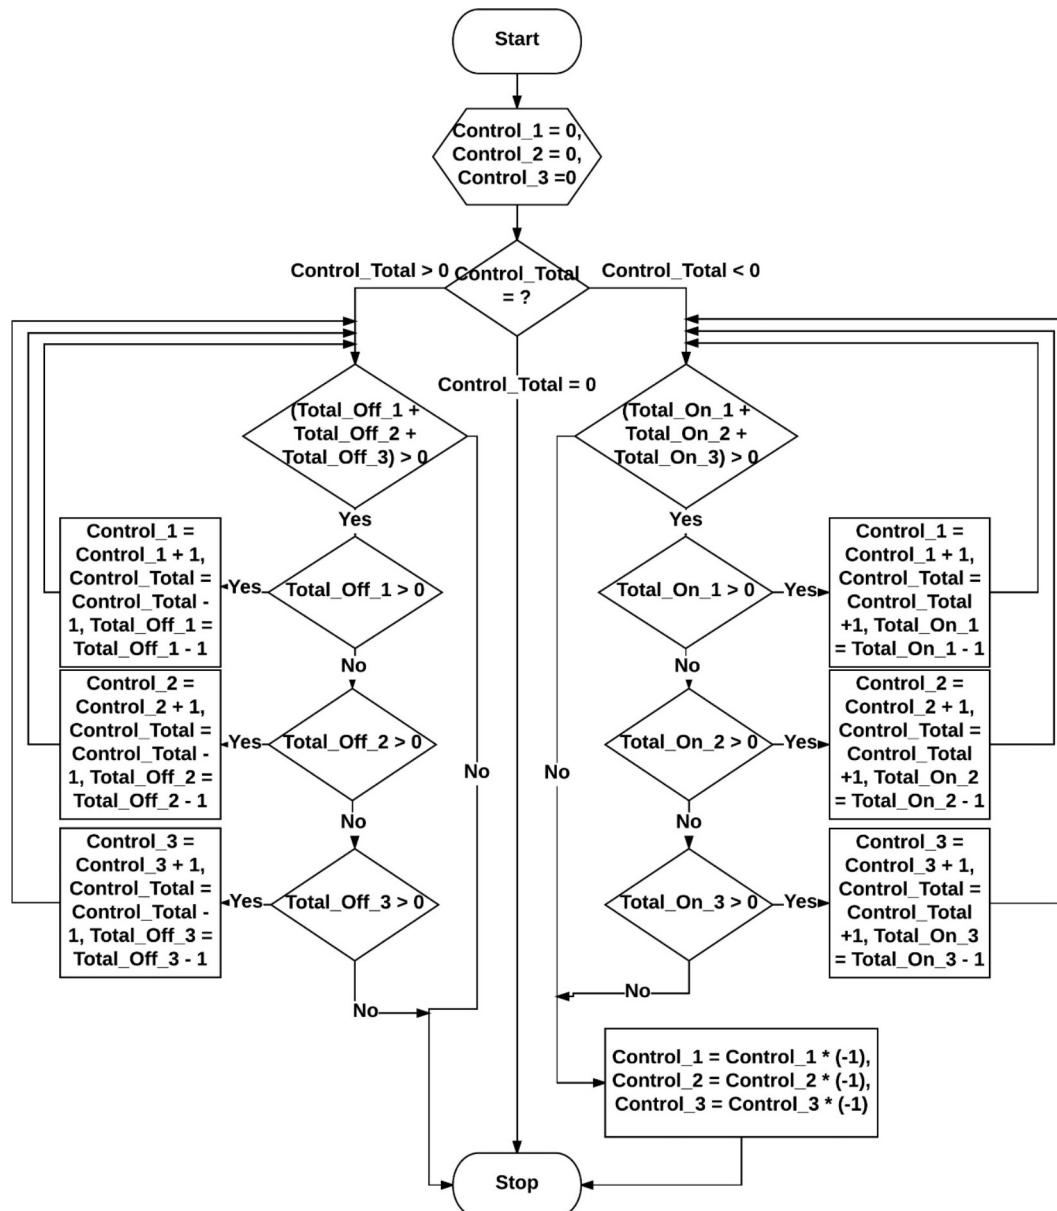 Start
Control_1 = 0,
Control_2 = 0,
Control_3 =0
Control_Total > 0
Control_Total
= ?
Control_Total < 0
Control_Total = 0
(Total_Off_1 +
Total_Off_2 +
Total_Off_3) > 0
(Total_On_1 +
Total_On_2 +
Total_On_3) > 0
Yes
Yes
Control_1 =
Control_1 + 1,
Control_Total =
Control_Total -
1, Total_Off_1 =
Total_Off_1 - 1
Yes
Total_Off_1 > 0
Total_On_1 > 0
Yes
Control_1 =
Control_1 + 1,
Control_Total =
Control_Total
+1, Total_On_1
= Total_On_1 - 1
No
No
Control_2 =
Control_2 + 1,
Control_Total =
Control_Total -
1, Total_Off_2 =
Total_Off_2 - 1
Yes
Total_Off_2 > 0
No
No
Total_On_2 > 0
Yes
Control_2 =
Control_2 + 1,
Control_Total =
Control_Total
+1, Total_On_2
= Total_On_2 - 1
No
No
Control_3 =
Control_3 + 1,
Control_Total =
Control_Total -
1, Total_Off_3 =
Total_Off_3 - 1
Yes
Total_Off_3 > 0
Total_On_3 > 0
Yes
Control_3 =
Control_3 + 1,
Control_Total =
Control_Total
+1, Total_On_3
= Total_On_3 - 1
No
No
Control_1 = Control_1 * (-1),
Control_2 = Control_2 * (-1),
Control_3 = Control_3 * (-1)
Stop